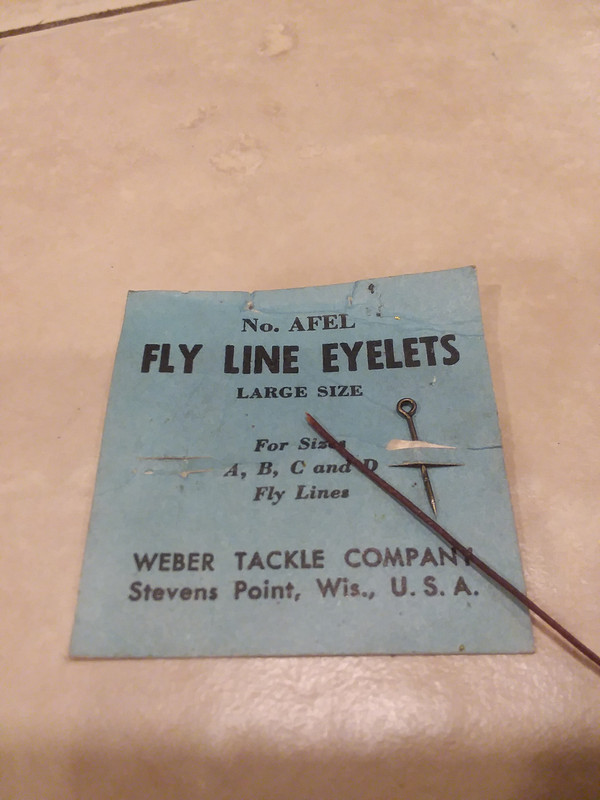 No. AFEL
FLY LINE EYELETS
LARGE SIZE
For Sizes
A, B, C and D
Fly Lines
WEBER TACKLE COMPANY
Stevens Point, Wis., U. S. A.